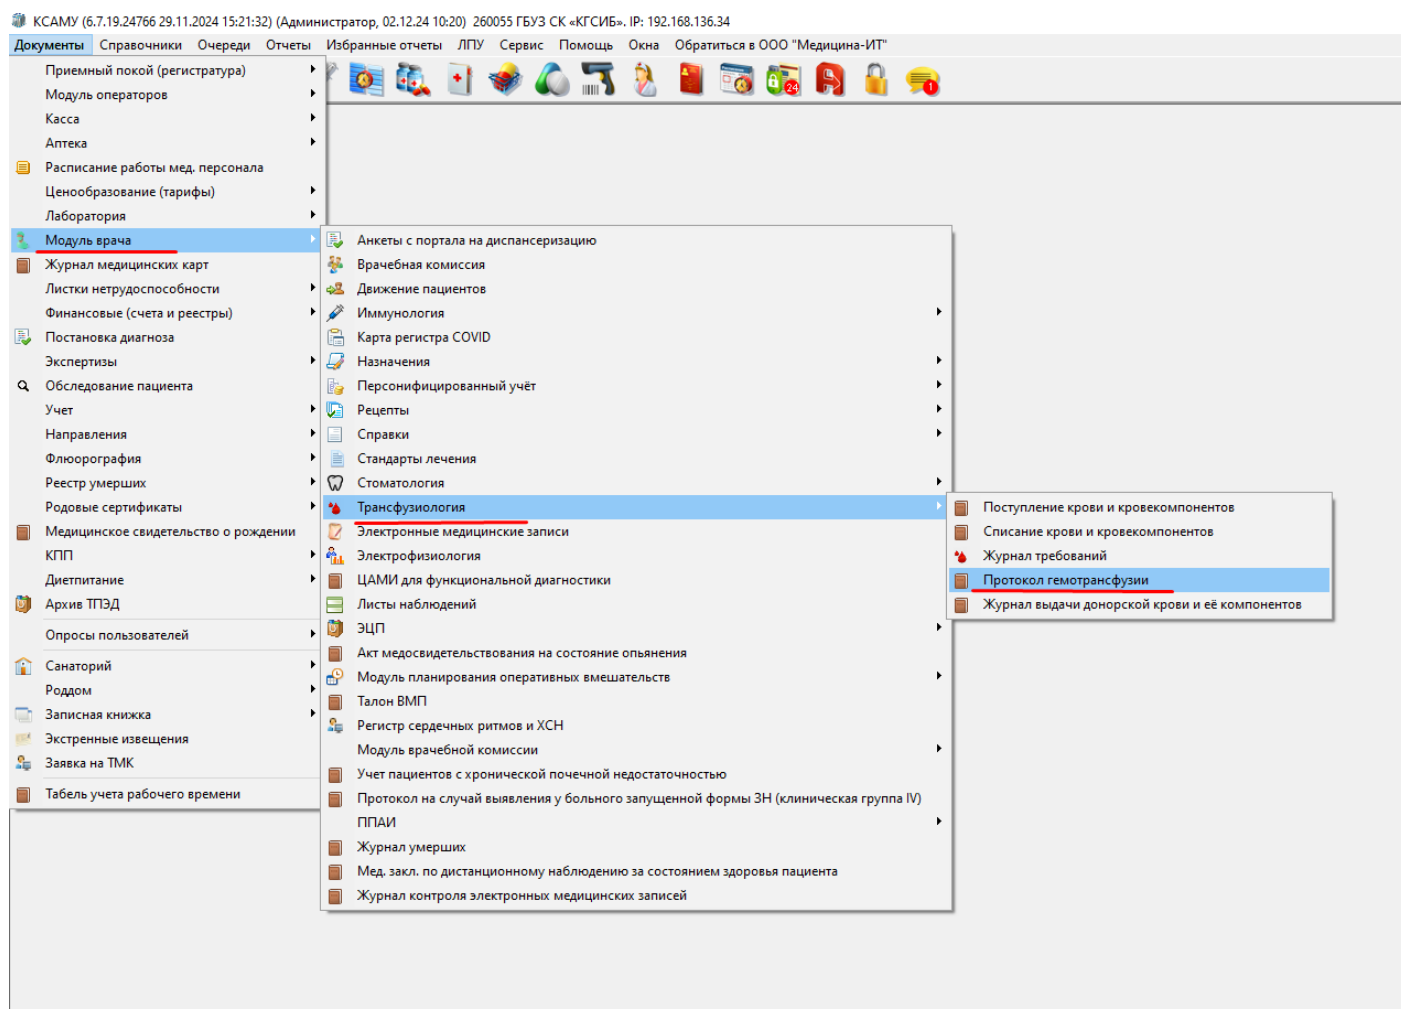 КСАМУ (6.7.19.24766 29.11.2024 15:21:32) (Администратор, 02.12.24 10:20) 260055 ГБУЗ СК «КГСИБ». IP: 192.168.136.34
Документы Справочники Очереди Отчеты Избранные отчеты ЛПУ Сервис Помощь Окна Обратиться в ООО "Медицина-ИТ"
24
1
Приемный покой (регистратура)
Модуль операторов
Касса
Аптека
Расписание работы мед. персонала
Ценообразование (тарифы)
Лаборатория
Модуль врача
Журнал медицинских карт
Листки нетрудоспособности
Финансовые (счета и реестры)
Постановка диагноза
Экспертизы
Обследование пациента
Учет
Направления
Флюорография
Реестр умерших
Родовые сертификаты
Медицинское свидетельство о рождении
КПП
Диетпитание
Архив ТПЭД
Опросы пользователей
Санаторий
Роддом
Записная книжка
Экстренные извещения
Заявка на ТМК
Табель учета рабочего времени
Анкеты с портала на диспансеризацию
Врачебная комиссия
Движение пациентов
Иммунология
Карта регистра COVID
Назначения
Персонифицированный учёт
Рецепты
Справки
Стандарты лечения
Стоматология
Трансфузиология
Электронные медицинские записи
Электрофизиология
ЦАМИ для функциональной диагностики
Листы наблюдений
ЭЦП
Акт медосвидетельствования на состояние опьянения
Модуль планирования оперативных вмешательств
Талон ВМП
Регистр сердечных ритмов и ХСН
Модуль врачебной комиссии
Учет пациентов с хронической почечной недостаточностью
Протокол на случай выявления у больного запущенной формы ЗН (клиническая группа IV)
ППАИ
Журнал умерших
Мед. закл. по дистанционному наблюдению за состоянием здоровья пациента
Журнал контроля электронных медицинских записей
Поступление крови и кровекомпонентов
Списание крови и кровекомпонентов
Журнал требований
Протокол гемотрансфузии
Журнал выдачи донорской крови и её компонентов